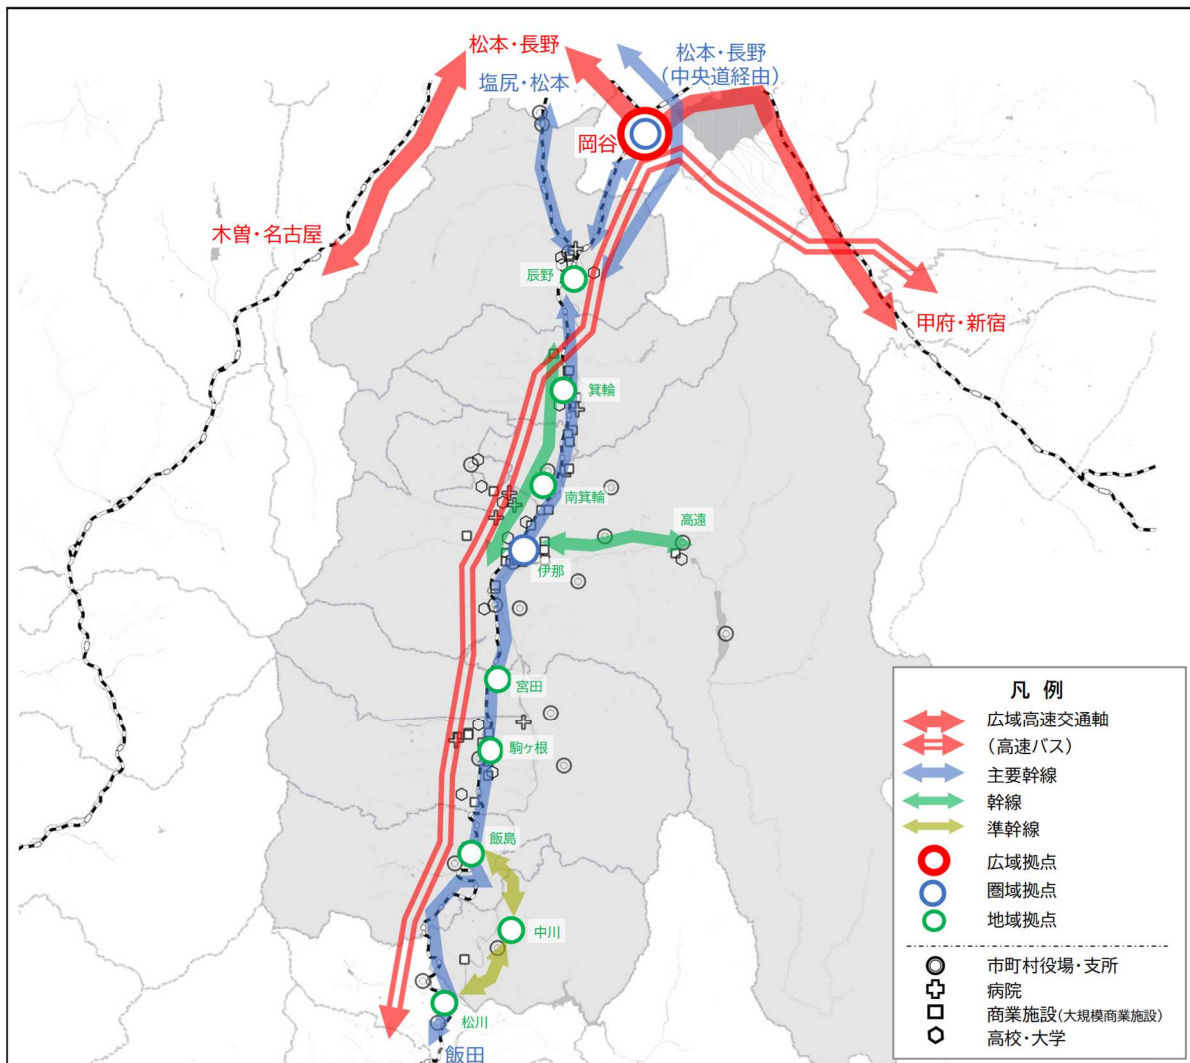 松本・長野
松本・長野
(中央道経由)
塩尻・松本
岡谷
木曽・名古屋
辰野
甲府・新宿
箕輪
南箕輪
高遠
伊那
宮田
駒ヶ根
飯島
中川
松川
飯田
凡 例
広域高速交通軸
(高速バス)
主要幹線
幹線
準幹線
広域拠点
圏域拠点
地域拠点
市町村役場・支所
病院
商業施設(大規模商業施設)
高校・大学